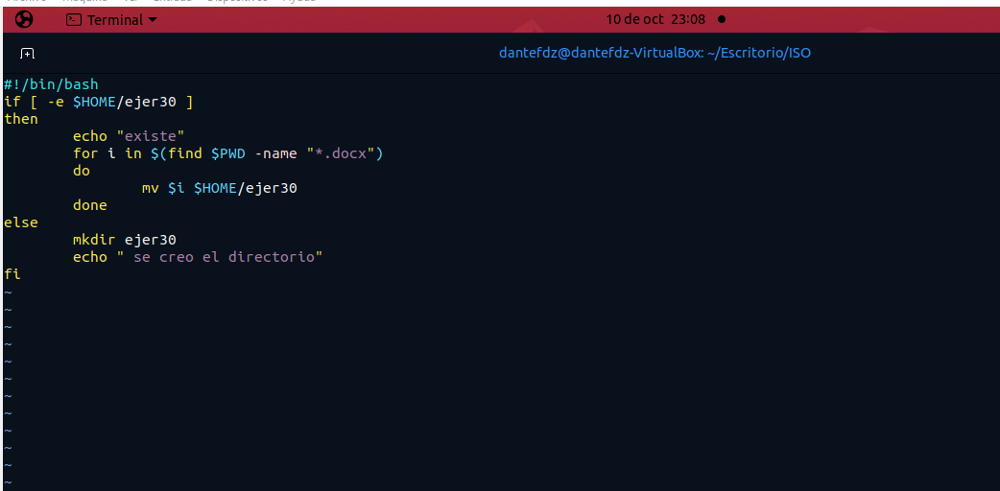 Terminal
10 de oct 23:08
dantefdz@dantefdz-VirtualBox: ~/Escritorio/ISO
#!/bin/bash
if [ -e $HOME/ejer30 ]
then
        echo "existe"
        for i in $(find $PWD -name "*.docx")
        do
                mv $i $HOME/ejer30
        done
else
        mkdir ejer30
        echo " se creo el directorio"
fi
~
~
~
~
~
~
~
~
~
~
~
~